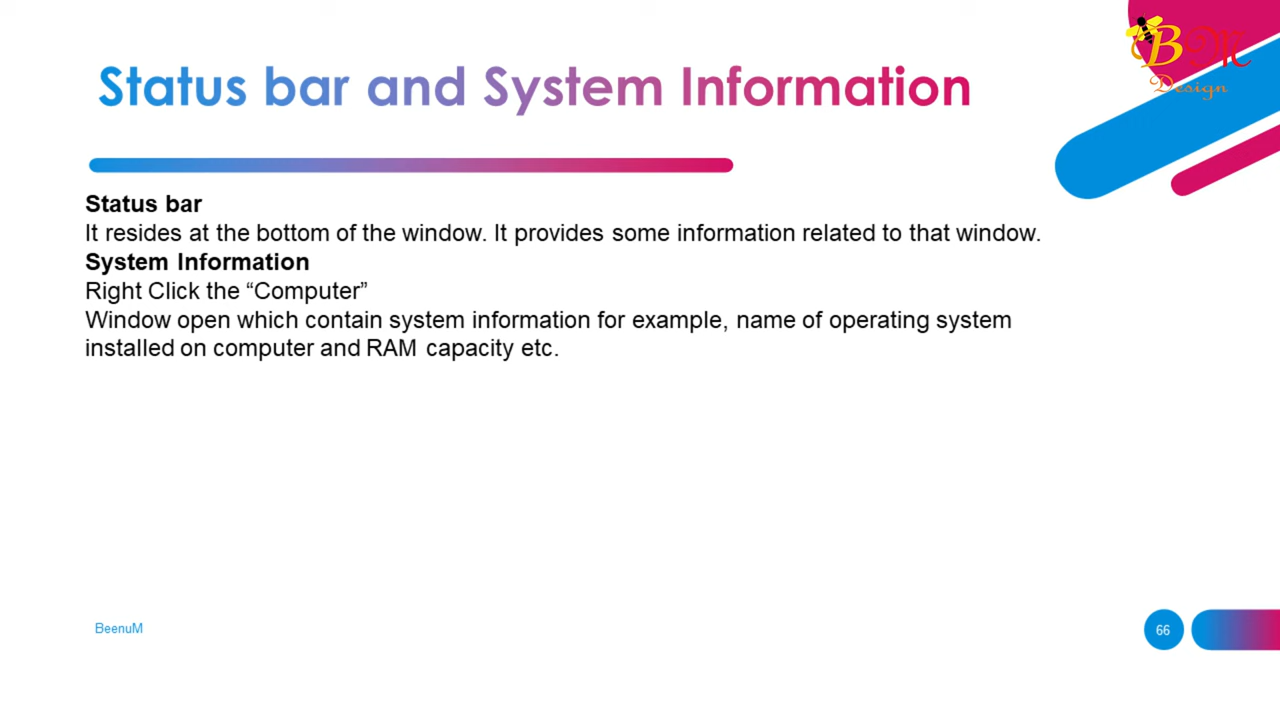 B M
Design
Status bar and System Information
Status bar
It resides at the bottom of the window. It provides some information related to that window.
System Information
Right Click the “Computer”
Window open which contain system information for example, name of operating system
installed on computer and RAM capacity etc.
BeenuM
66